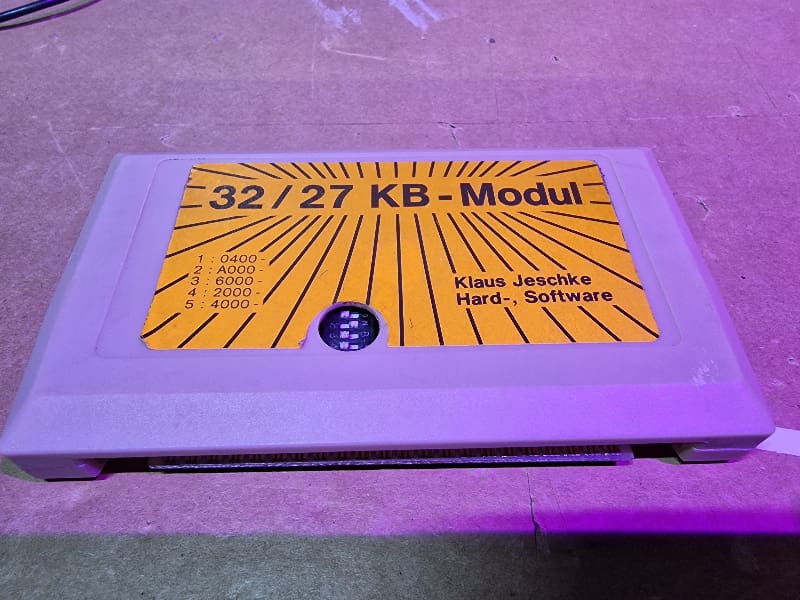 32 / 27 KB - Modul
1 : 0400 -
2 : A000 -
3 : 6000 -
4 : 2000 -
5 : 4000 -
Klaus Jeschke
Hard-, Software